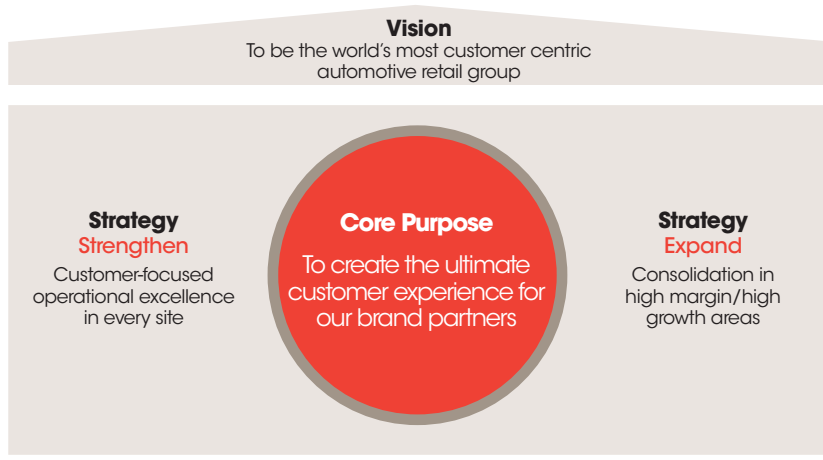 Vision
To be the world's most customer centric
automotive retail group
Strategy
Strengthen
Customer-focused
operational excellence
in every site
Core Purpose
To create the ultimate
customer experience for
our brand partners
Strategy
Expand
Consolidation in
high margin/high
growth areas